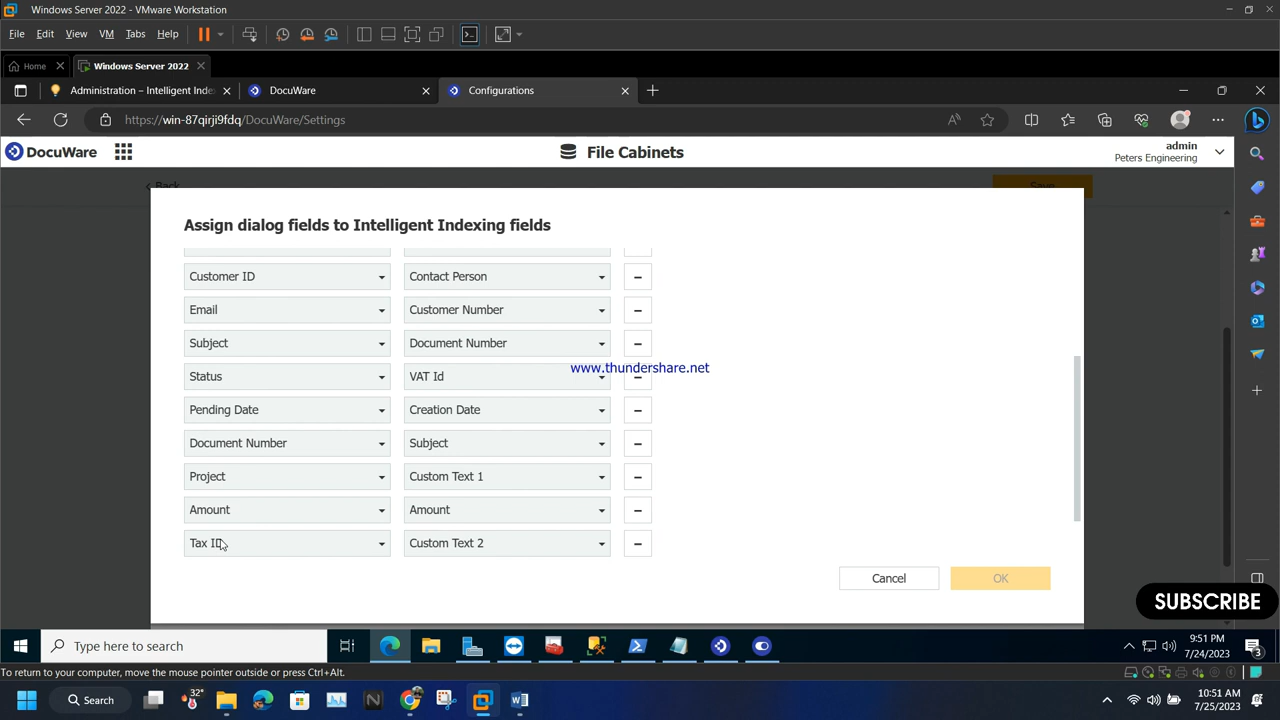 Windows Server 2022 - VMware Workstation
File Edit View VM Tabs Help
Home Windows Server 2022
Administration – Intelligent Inde DocuWare Configurations
https://win-87qirji9fdq/DocuWare/Settings
DocuWare File Cabinets admin
Peters Engineering
Back Save
Assign dialog fields to Intelligent Indexing fields
Customer ID Contact Person
Email Customer Number
Subject Document Number
www.thundershare.net
Status VAT Id
Pending Date Creation Date
Document Number Subject
Project Custom Text 1
Amount Amount
Tax ID Custom Text 2
Cancel OK
SUBSCRIBE
Type here to search 9:51 PM
7/24/2023
3
To return to your computer, move the mouse pointer outside or press Ctrl+Alt.
Search 32° 10:51 AM
7/25/2023